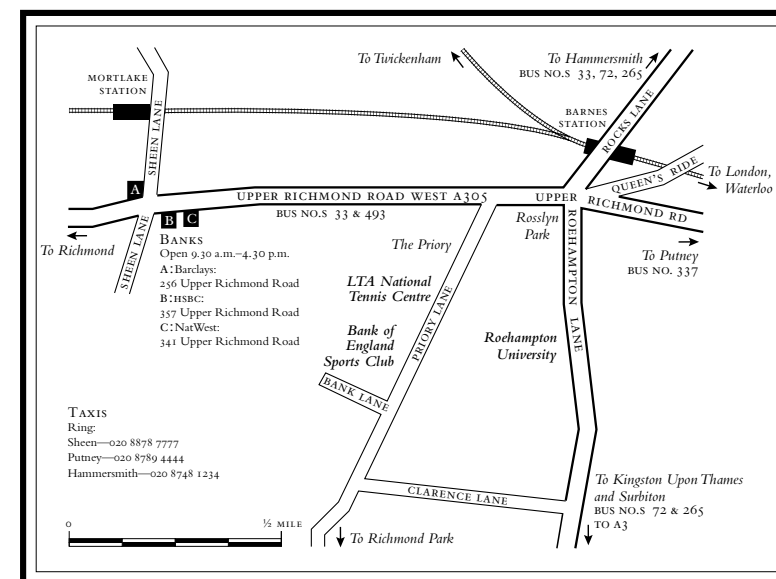 To Twickenham
To Hammersmith
BUS NO.S 33, 72, 265
MORTLAKE
STATION
BARNES
STATION
SHEEN LANE
ROCKS LANE
QUEEN'S RIDE
To London,
Waterloo
A
UPPER RICHMOND ROAD WEST A305
UPPER RICHMOND RD
B C
BUS NO.S 33 & 493
Rosslyn
Park
To Richmond
SHEEN LANE
BANKS
Open 9.30 a.m.–4.30 p.m.
A:Barclays:
256 Upper Richmond Road
B:HSBC:
357 Upper Richmond Road
C:NatWest:
341 Upper Richmond Road
The Priory
To Putney
BUS NO. 337
ROEHAMPTON LANE
LTA National
Tennis Centre
PRIORY LANE
Bank of
England
Sports Club
Roehampton
University
BANK LANE
TAXIS
Ring:
Sheen—020 8878 7777
Putney—020 8789 4444
Hammersmith—020 8748 1234
CLARENCE LANE
To Kingston Upon Thames
and Surbiton
BUS NO.S 72 & 265
TO A3
0 ½ MILE
To Richmond Park